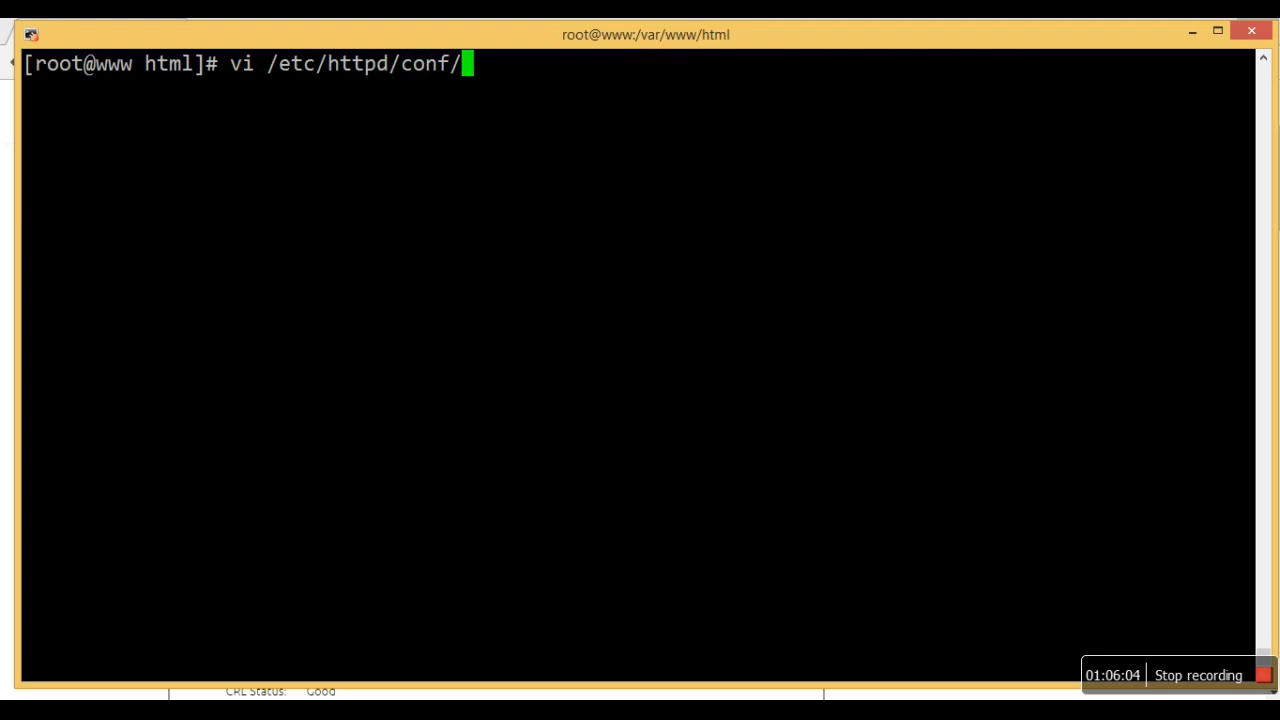 root@www:/var/www/html
[root@www html]# vi /etc/httpd/conf/
01:06:04 Stop recording
CRL Status: Good